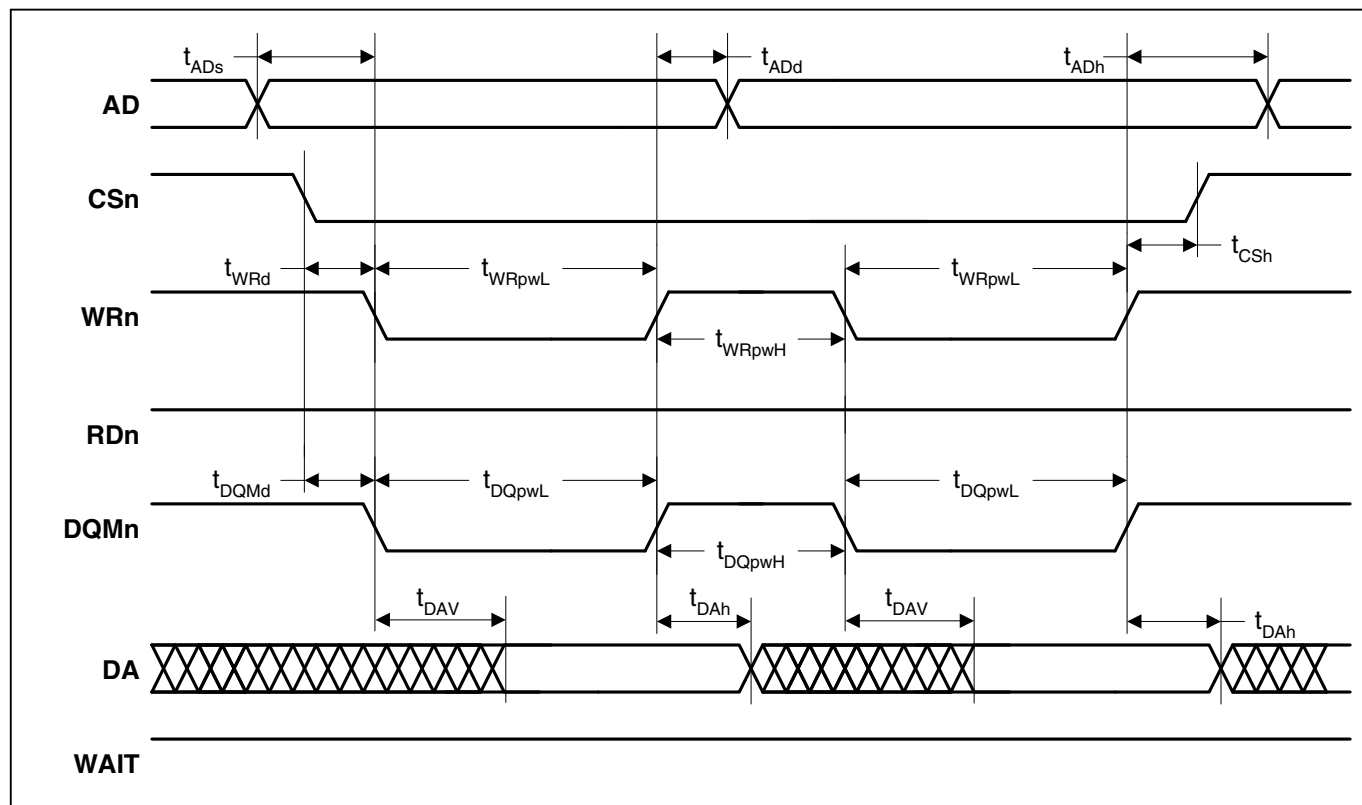 tADs
tADd
tADh
AD
CSn
tCSh
tWRd
tWRpwL
tWRpwL
WRn
tWRpwH
RDn
tDQMd
tDQpwL
tDQpwL
DQMn
tDQpwH
tDAV
tDAh
tDAV
tDAh
DA
WAIT